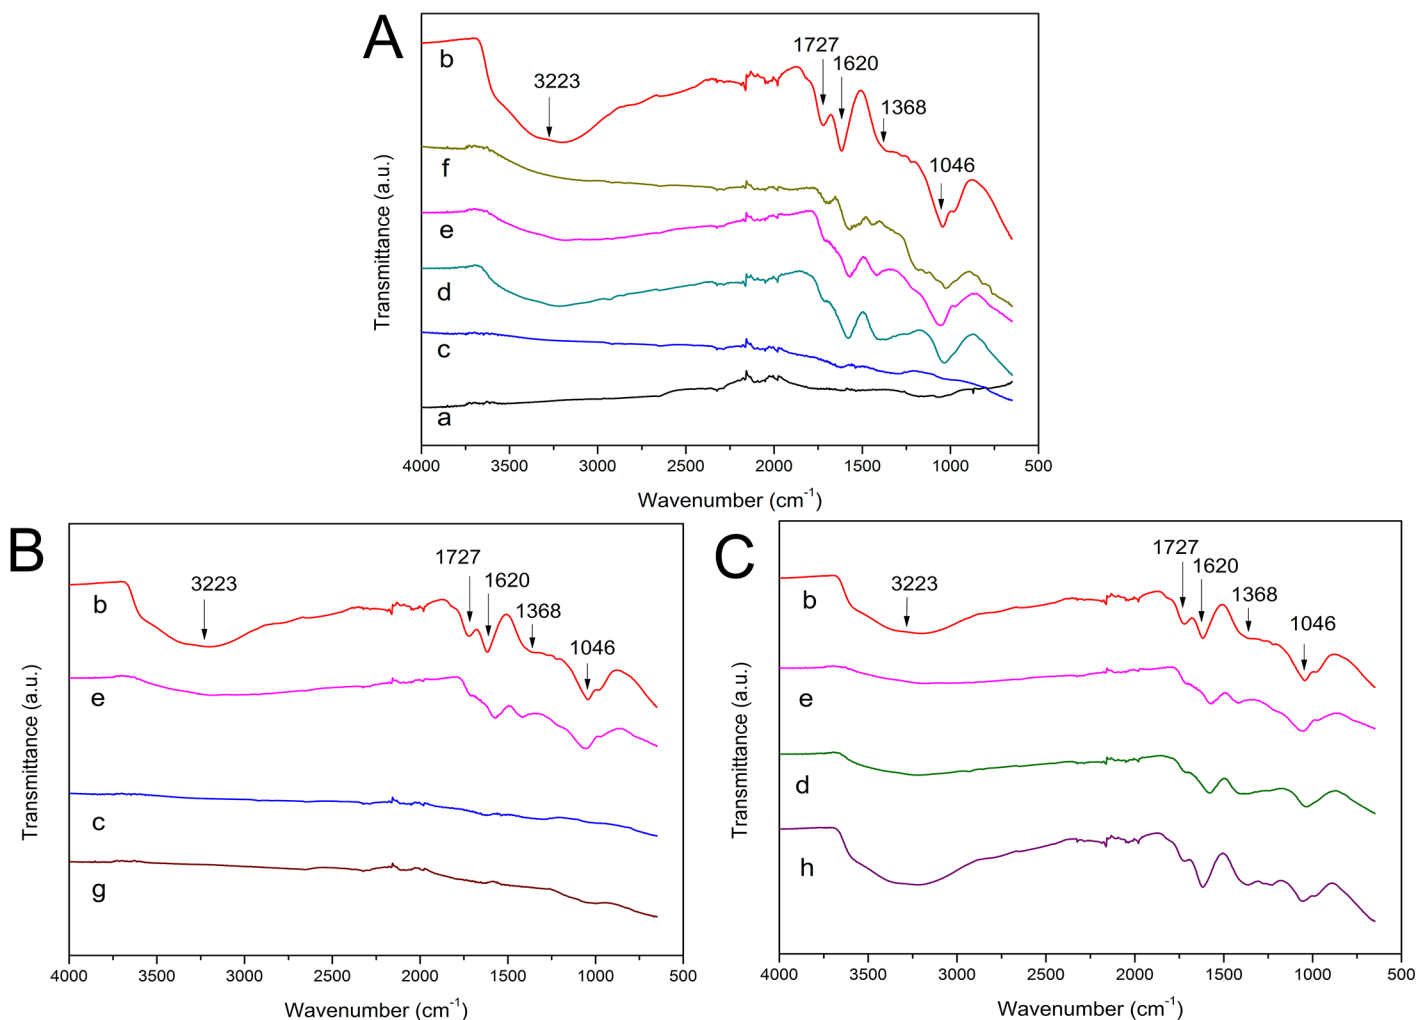 A
b
3223
1727
1620
1368
1046
f
e
d
c
a
Transmittance (a.u.)
4000 3500 3000 2500 2000 1500 1000 500
Wavenumber (cm⁻¹)
B
b
3223
1727
1620
1368
1046
e
c
g
Transmittance (a.u.)
4000 3500 3000 2500 2000 1500 1000 500
Wavenumber (cm⁻¹)
C
b
3223
1727
1620
1368
1046
e
d
h
Transmittance (a.u.)
4000 3500 3000 2500 2000 1500 1000 500
Wavenumber (cm⁻¹)